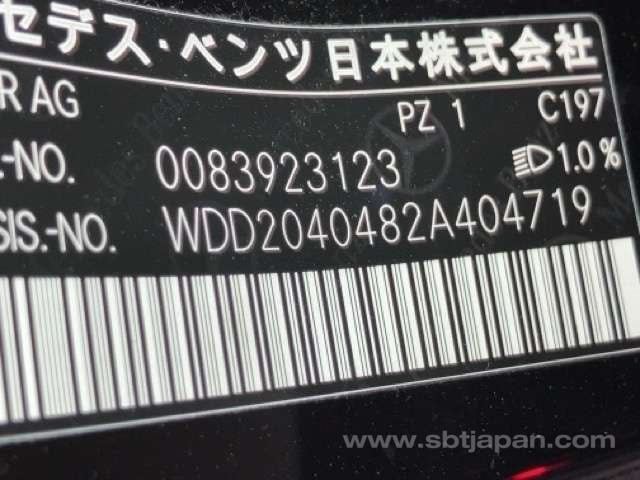 セデス・ベンツ日本株式会社
R AG
PZ 1 C197
.-NO. 0083923123 1.0%
SIS.-NO. WDD2040482A404719
www.sbtjapan.com